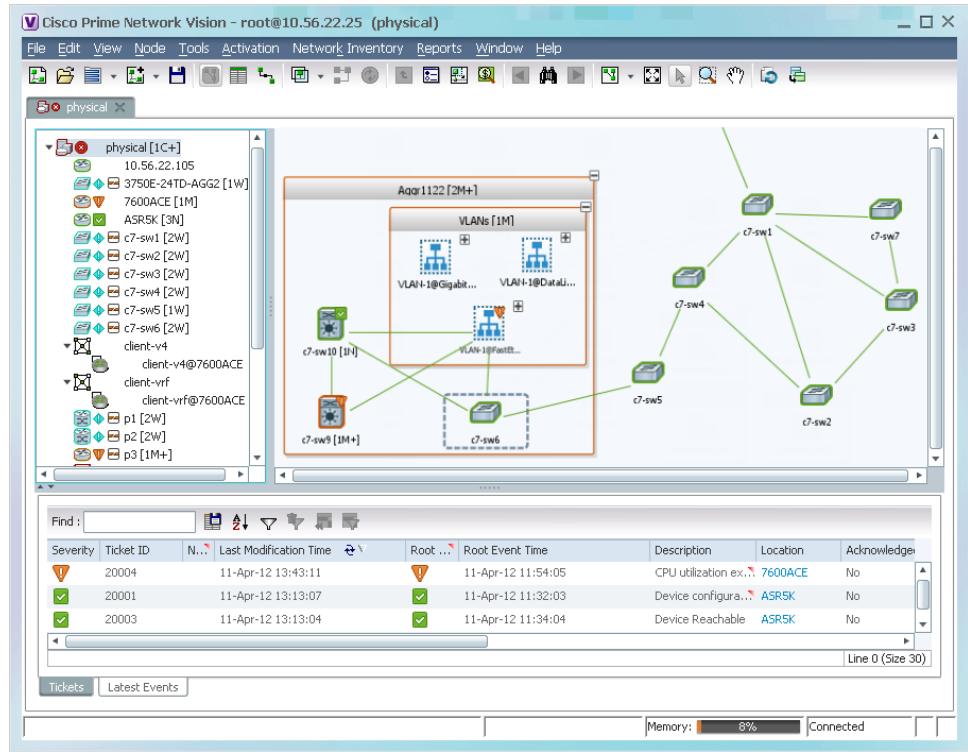 Cisco Prime Network Vision - root@10.56.22.25 (physical)
File Edit View Node Tools Activation Network Inventory Reports Window Help
physical
physical [1C+]
10.56.22.105
3750E-24TD-AGG2 [1W]
7600ACE [1M]
ASR5K [3N]
c7-sw1 [2W]
c7-sw2 [2W]
c7-sw3 [2W]
c7-sw4 [2W]
c7-sw5 [1W]
c7-sw6 [2W]
client-v4
client-v4@7600ACE
client-vrf
client-vrf@7600ACE
p1 [2W]
p2 [2W]
p3 [1M+]
Aggr1122 [2M+]
VLANs [1M]
VLAN-1@Gigabit...
VLAN-1@DataLi...
VLAN-1@FastEt...
c7-sw10 [1N]
c7-sw9 [1M+]
c7-sw6
c7-sw1
c7-sw7
c7-sw4
c7-sw3
c7-sw5
c7-sw2
Find :
Severity Ticket ID N... Last Modification Time Root ... Root Event Time Description Location Acknowledge
20004 11-Apr-12 13:43:11 11-Apr-12 11:54:05 CPU utilization ex... 7600ACE No
20001 11-Apr-12 13:13:07 11-Apr-12 11:32:03 Device configura... ASR5K No
20003 11-Apr-12 13:13:04 11-Apr-12 11:34:04 Device Reachable ASR5K No
Line 0 (Size 30)
Tickets Latest Events
Memory: 8% Connected